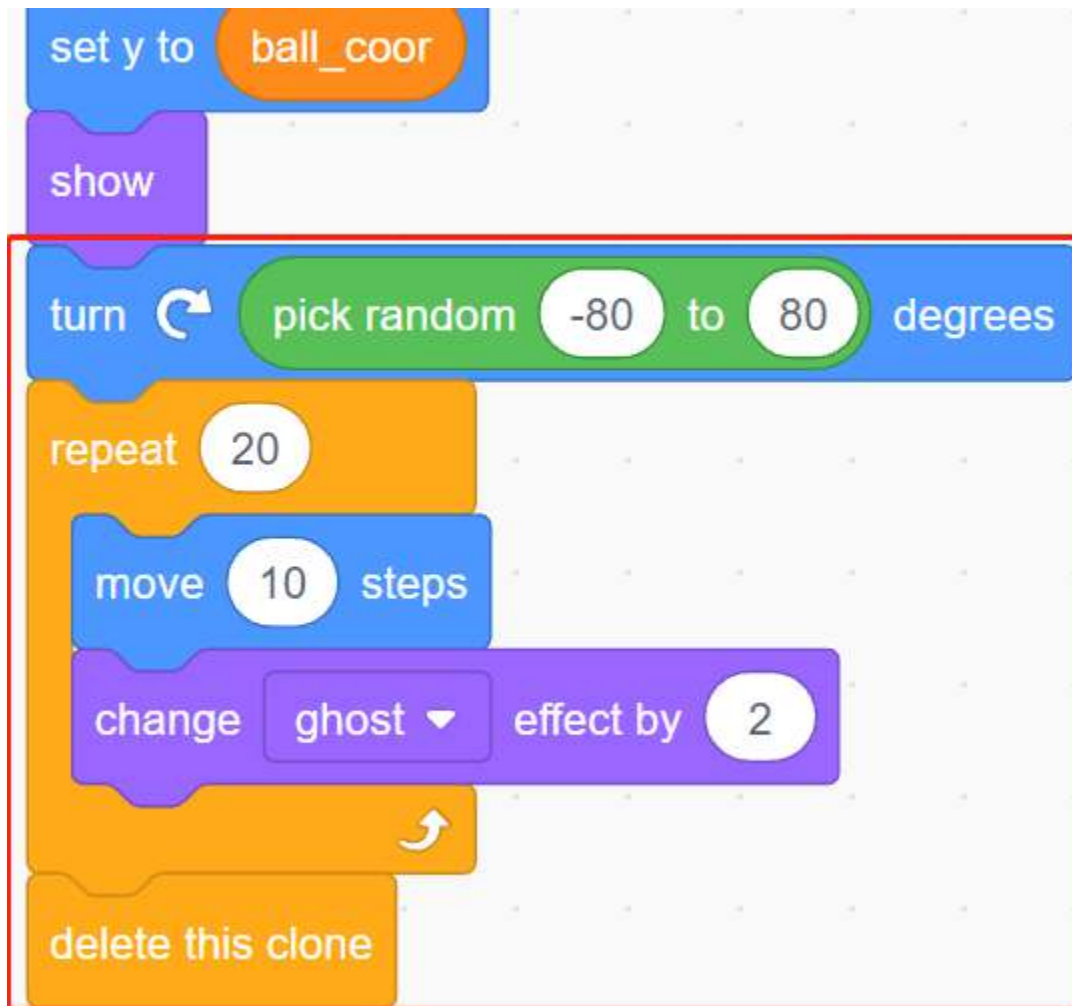 set y to ball_coor
show
turn pick random -80 to 80 degrees
repeat 20
move 10 steps
change ghost effect by 2
delete this clone